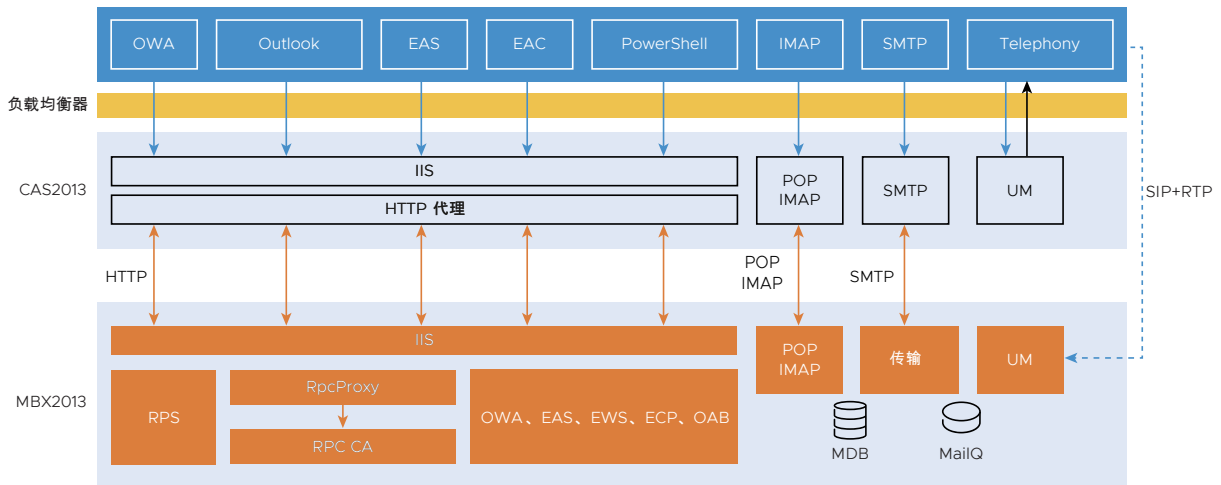 OWA
Outlook
EAS
EAC
PowerShell
IMAP
SMTP
Telephony
负载均衡器
CAS2013
IIS
HTTP 代理
POP
IMAP
SMTP
UM
SIP+RTP
HTTP
POP
IMAP
SMTP
MBX2013
IIS
POP
IMAP
传输
UM
RPS
RpcProxy
RPC CA
OWA、EAS、EWS、ECP、OAB
MDB
MailQ